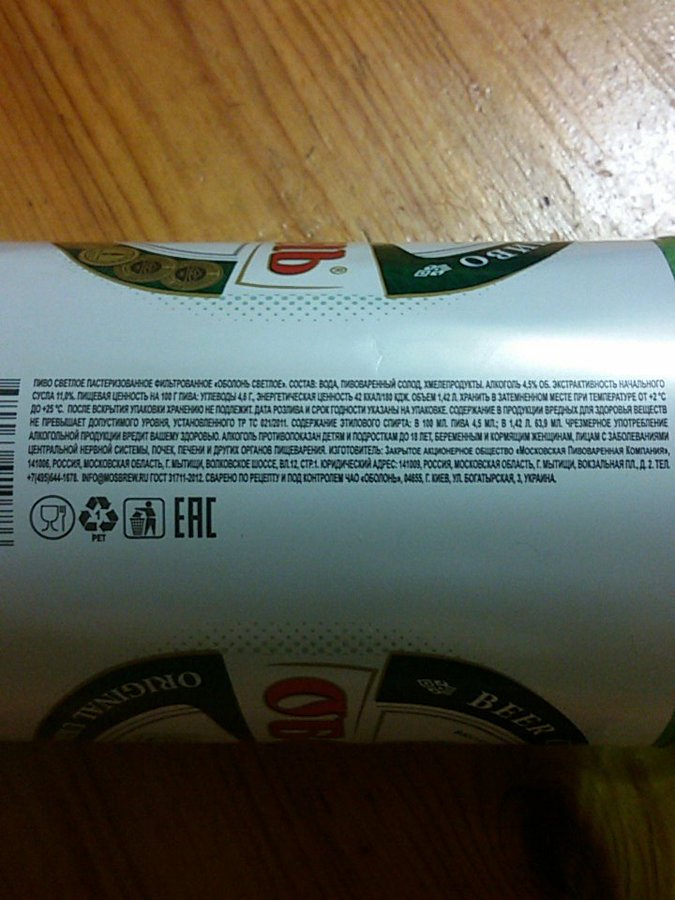 ЛЬ®
ПИВО
ПИВО СВЕТЛОЕ ПАСТЕРИЗОВАННОЕ ФИЛЬТРОВАННОЕ «ОБОЛОНЬ СВЕТЛОЕ». СОСТАВ: ВОДА, ПИВОВАРЕННЫЙ СОЛОД, ХМЕЛЕПРОДУКТЫ. АЛКОГОЛЬ 4,5% ОБ. ЭКСТРАКТИВНОСТЬ НАЧАЛЬНОГО
СУСЛА 11,0%. ПИЩЕВАЯ ЦЕННОСТЬ НА 100 Г ПИВА: УГЛЕВОДЫ 4,6 Г, ЭНЕРГЕТИЧЕСКАЯ ЦЕННОСТЬ 42 ККАЛ/180 КДЖ. ОБЪЕМ 1,42 Л. ХРАНИТЬ В ЗАТЕМНЕННОМ МЕСТЕ ПРИ ТЕМПЕРАТУРЕ ОТ +2 °С
ДО +25 °С. ПОСЛЕ ВСКРЫТИЯ УПАКОВКИ ХРАНЕНИЮ НЕ ПОДЛЕЖИТ. ДАТА РОЗЛИВА И СРОК ГОДНОСТИ УКАЗАНЫ НА УПАКОВКЕ. СОДЕРЖАНИЕ В ПРОДУКЦИИ ВРЕДНЫХ ДЛЯ ЗДОРОВЬЯ ВЕЩЕСТВ
НЕ ПРЕВЫШАЕТ ДОПУСТИМОГО УРОВНЯ, УСТАНОВЛЕННОГО ТР ТС 021/2011. СОДЕРЖАНИЕ ЭТИЛОВОГО СПИРТА: В 100 МЛ. ПИВА 4,5 МЛ.; В 1,42 Л. 63,9 МЛ. ЧРЕЗМЕРНОЕ УПОТРЕБЛЕНИЕ
АЛКОГОЛЬНОЙ ПРОДУКЦИИ ВРЕДИТ ВАШЕМУ ЗДОРОВЬЮ. АЛКОГОЛЬ ПРОТИВОПОКАЗАН ДЕТЯМ И ПОДРОСТКАМ ДО 18 ЛЕТ, БЕРЕМЕННЫМ И КОРМЯЩИМ ЖЕНЩИНАМ, ЛИЦАМ С ЗАБОЛЕВАНИЯМИ
ЦЕНТРАЛЬНОЙ НЕРВНОЙ СИСТЕМЫ, ПОЧЕК, ПЕЧЕНИ И ДРУГИХ ОРГАНОВ ПИЩЕВАРЕНИЯ. ИЗГОТОВИТЕЛЬ: ЗАКРЫТОЕ АКЦИОНЕРНОЕ ОБЩЕСТВО «МОСКОВСКАЯ ПИВОВАРЕННАЯ КОМПАНИЯ»,
141006, РОССИЯ, МОСКОВСКАЯ ОБЛАСТЬ, Г. МЫТИЩИ, ВОЛКОВСКОЕ ШОССЕ, ВЛ.12, СТР.1. ЮРИДИЧЕСКИЙ АДРЕС: 141009, РОССИЯ, МОСКОВСКАЯ ОБЛАСТЬ, Г. МЫТИЩИ, ВОКЗАЛЬНАЯ ПЛ., Д. 2. ТЕЛ.
+7(495)644-1678. INFO@MOSBREW.RU ГОСТ 31711-2012. СВАРЕНО ПО РЕЦЕПТУ И ПОД КОНТРОЛЕМ ЧАО «ОБОЛОНЬ», 04655, Г. КИЕВ, УЛ. БОГАТЫРСКАЯ, 3, УКРАИНА.
1
PET
ЕАС
ORIGINAL
ОБ
BEER